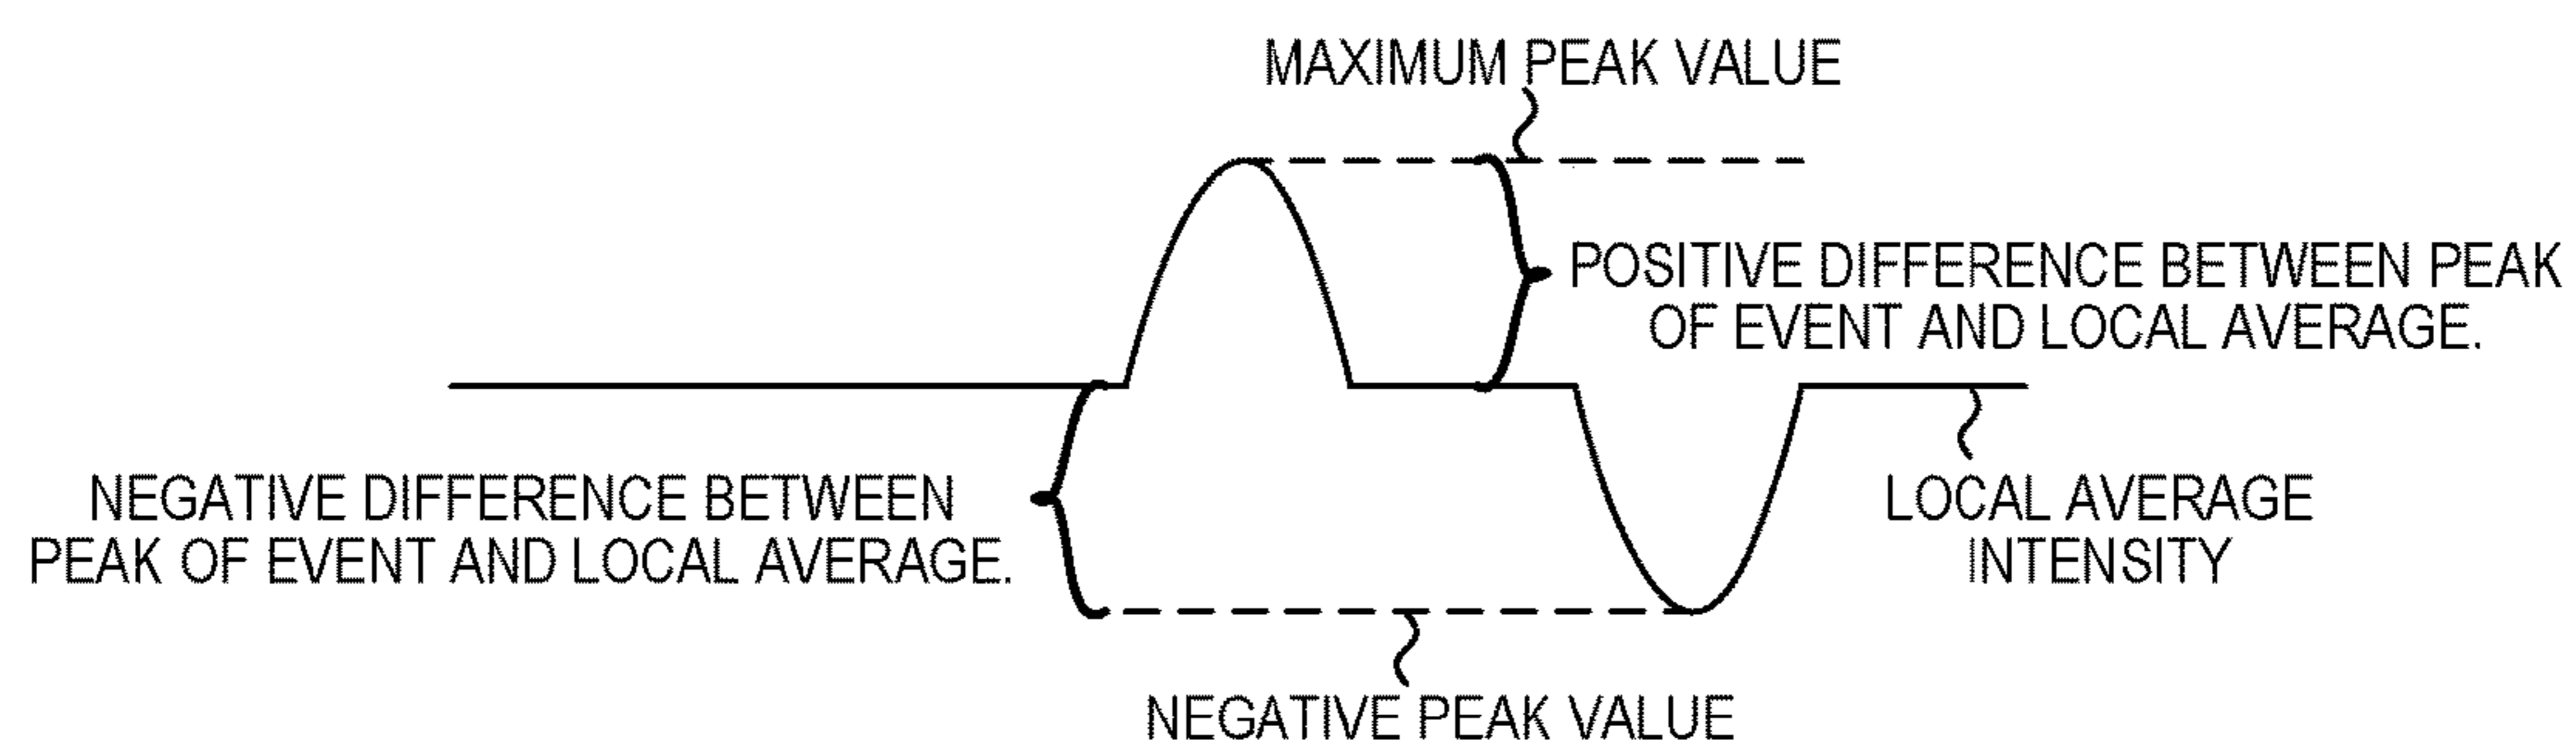 MAXIMUM PEAK VALUE
POSITIVE DIFFERENCE BETWEEN PEAK
OF EVENT AND LOCAL AVERAGE.
NEGATIVE DIFFERENCE BETWEEN
PEAK OF EVENT AND LOCAL AVERAGE.
LOCAL AVERAGE
INTENSITY
NEGATIVE PEAK VALUE